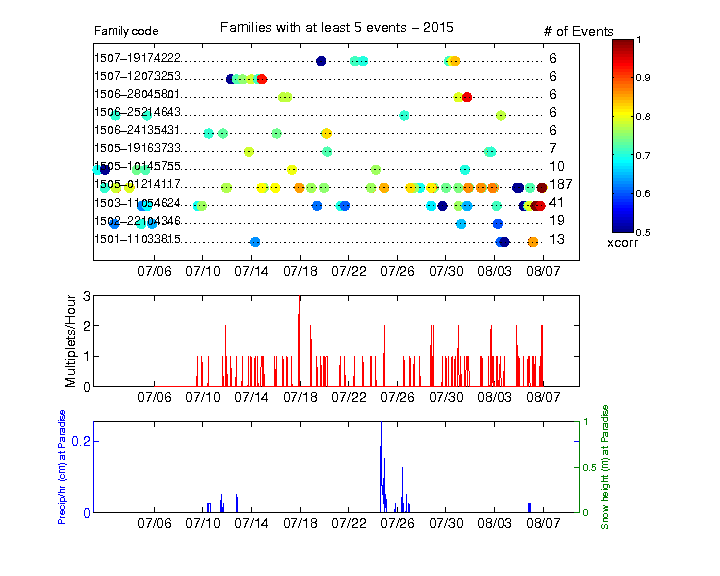 Families with at least 5 events − 2015
Family code
# of Events
1507−19174222 6
1507−12073253 6
1506−28045801 6
1506−25214643 6
1506−24135431 6
1505−19163733 7
1505−10145755 10
1505−01214117 187
1503−11054624 41
1502−22104346 19
1501−11033815 13
07/06 07/10 07/14 07/18 07/22 07/26 07/30 08/03 08/07
1
0.9
0.8
0.7
0.6
0.5
xcorr
Multiplets/Hour
3
2
1
0
07/06 07/10 07/14 07/18 07/22 07/26 07/30 08/03 08/07
Precip/hr (cm) at Paradise
0.2
0
1
0.5
0
Snow height (m) at Paradise
07/06 07/10 07/14 07/18 07/22 07/26 07/30 08/03 08/07